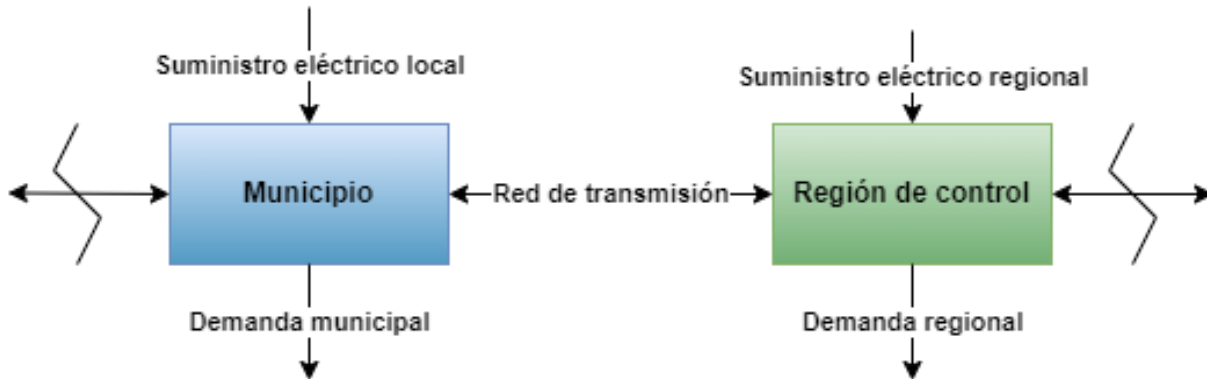 Suministro eléctrico local
Suministro eléctrico regional
Municipio
Red de transmisión
Región de control
Demanda municipal
Demanda regional